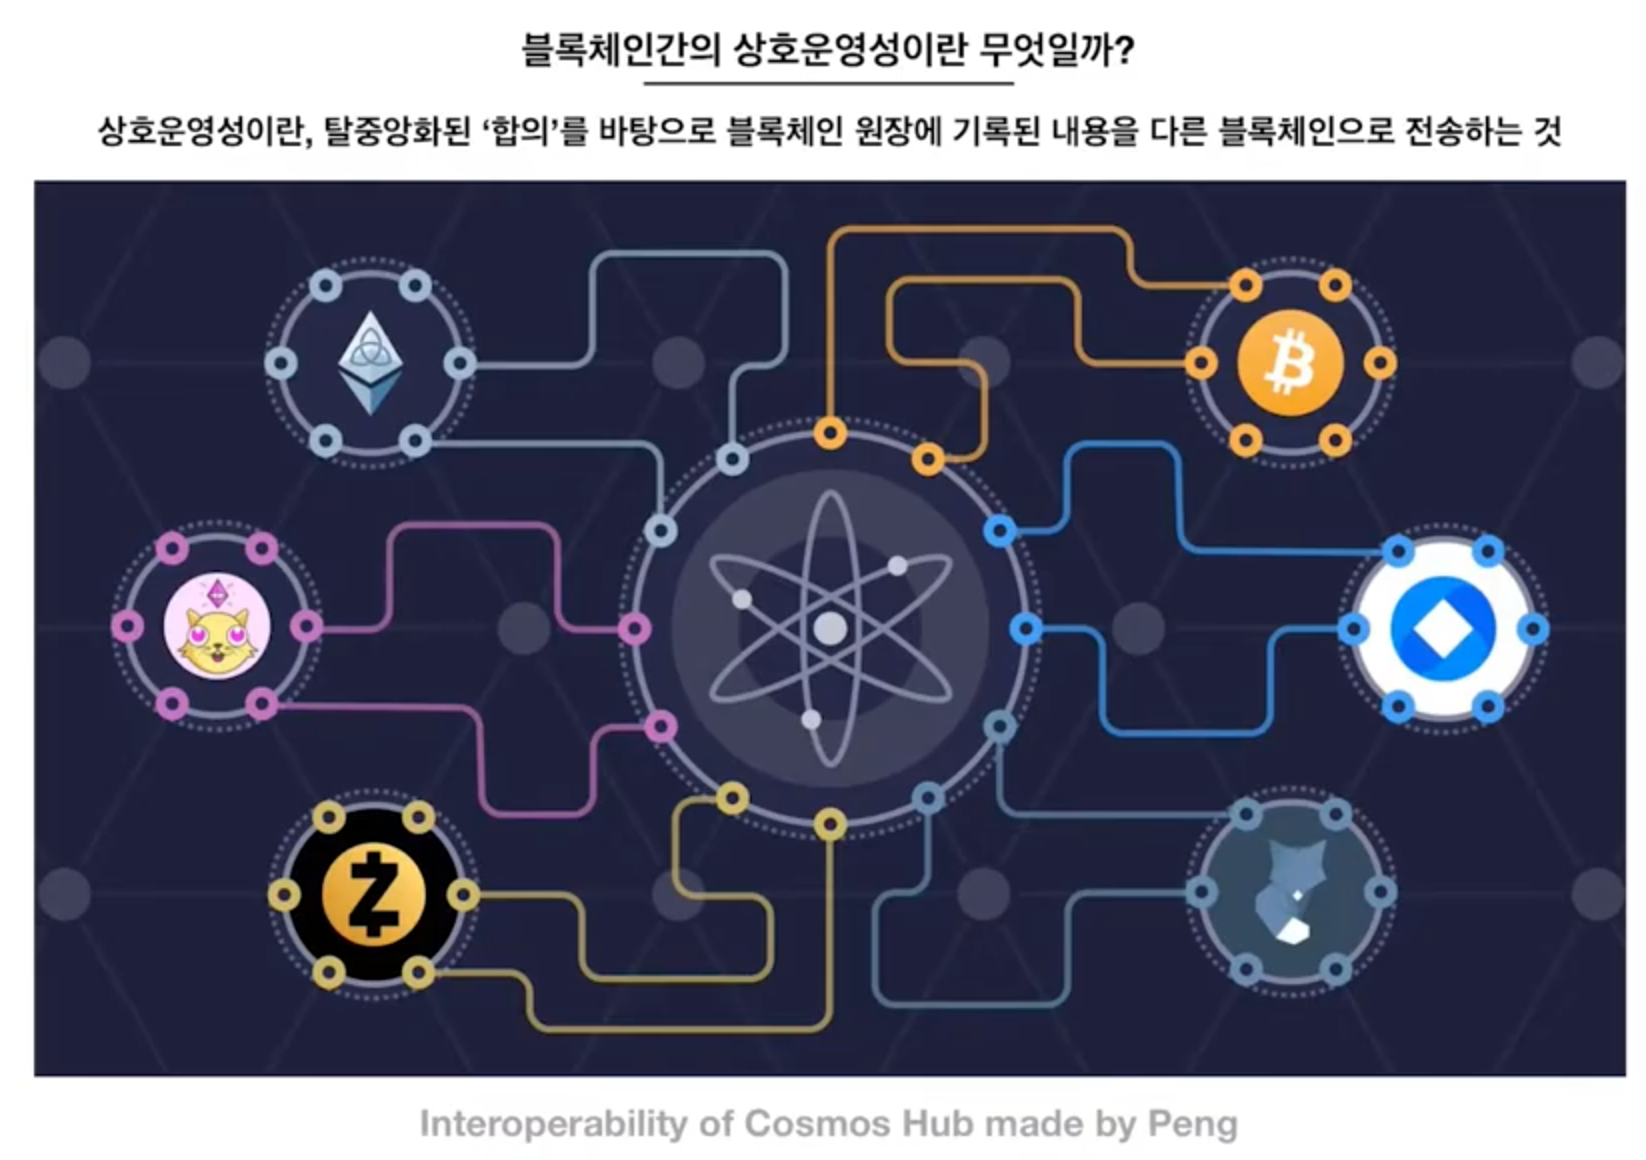 블록체인간의 상호운영성이란 무엇일까?
상호운영성이란, 탈중앙화된 ‘합의’를 바탕으로 블록체인 원장에 기록된 내용을 다른 블록체인으로 전송하는 것
Interoperability of Cosmos Hub made by Peng